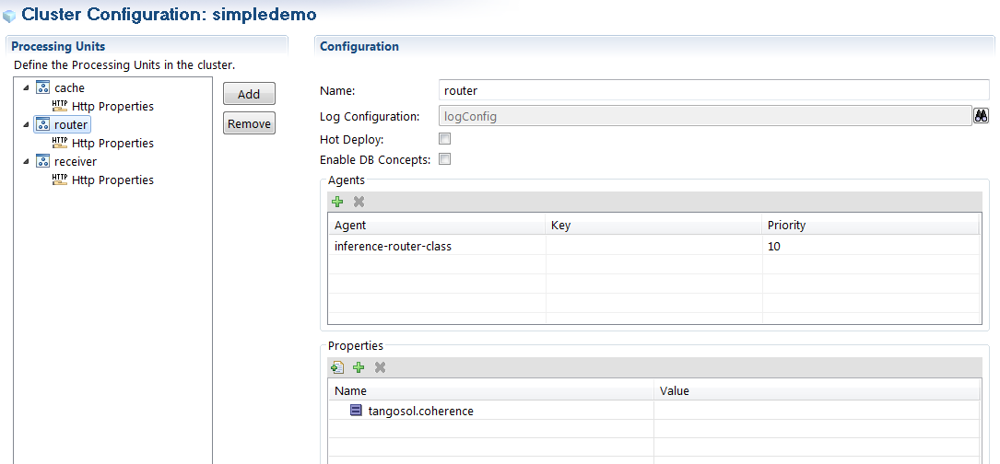 Cluster Configuration: simpledemo
Processing Units
Define the Processing Units in the cluster.
cache
HTTP Http Properties
router
HTTP Http Properties
receiver
HTTP Http Properties
Add
Remove
Configuration
Name: router
Log Configuration: logConfig
Hot Deploy:
Enable DB Concepts:
Agents
Agent Key Priority
inference-router-class 10
Properties
Name Value
tangosol.coherence